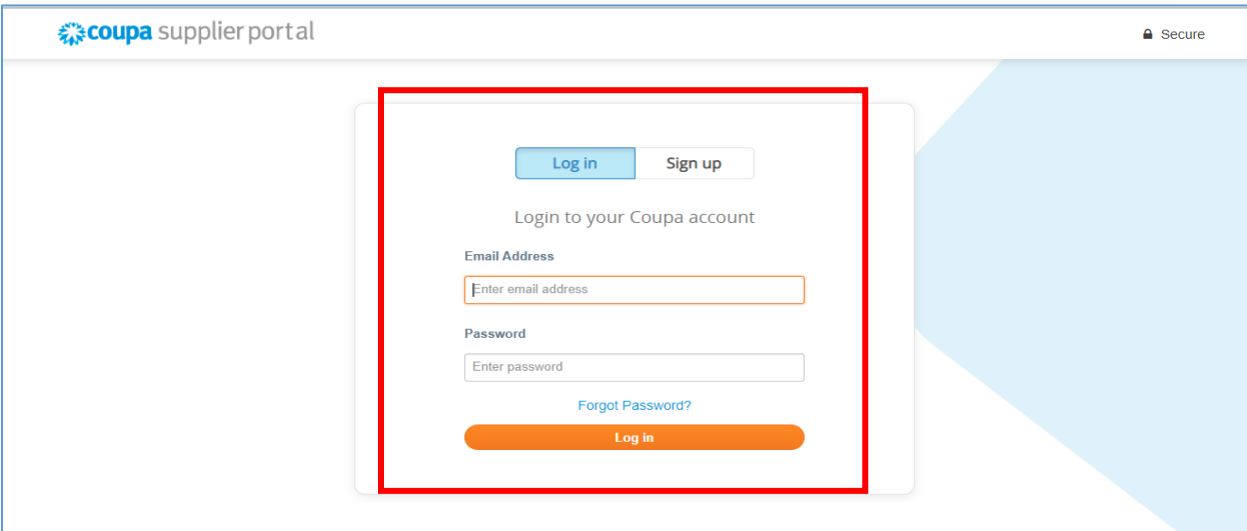 coupa supplier portal
Secure
Log in
Sign up
Login to your Coupa account
Email Address
Enter email address
Password
Enter password
Forgot Password?
Log in